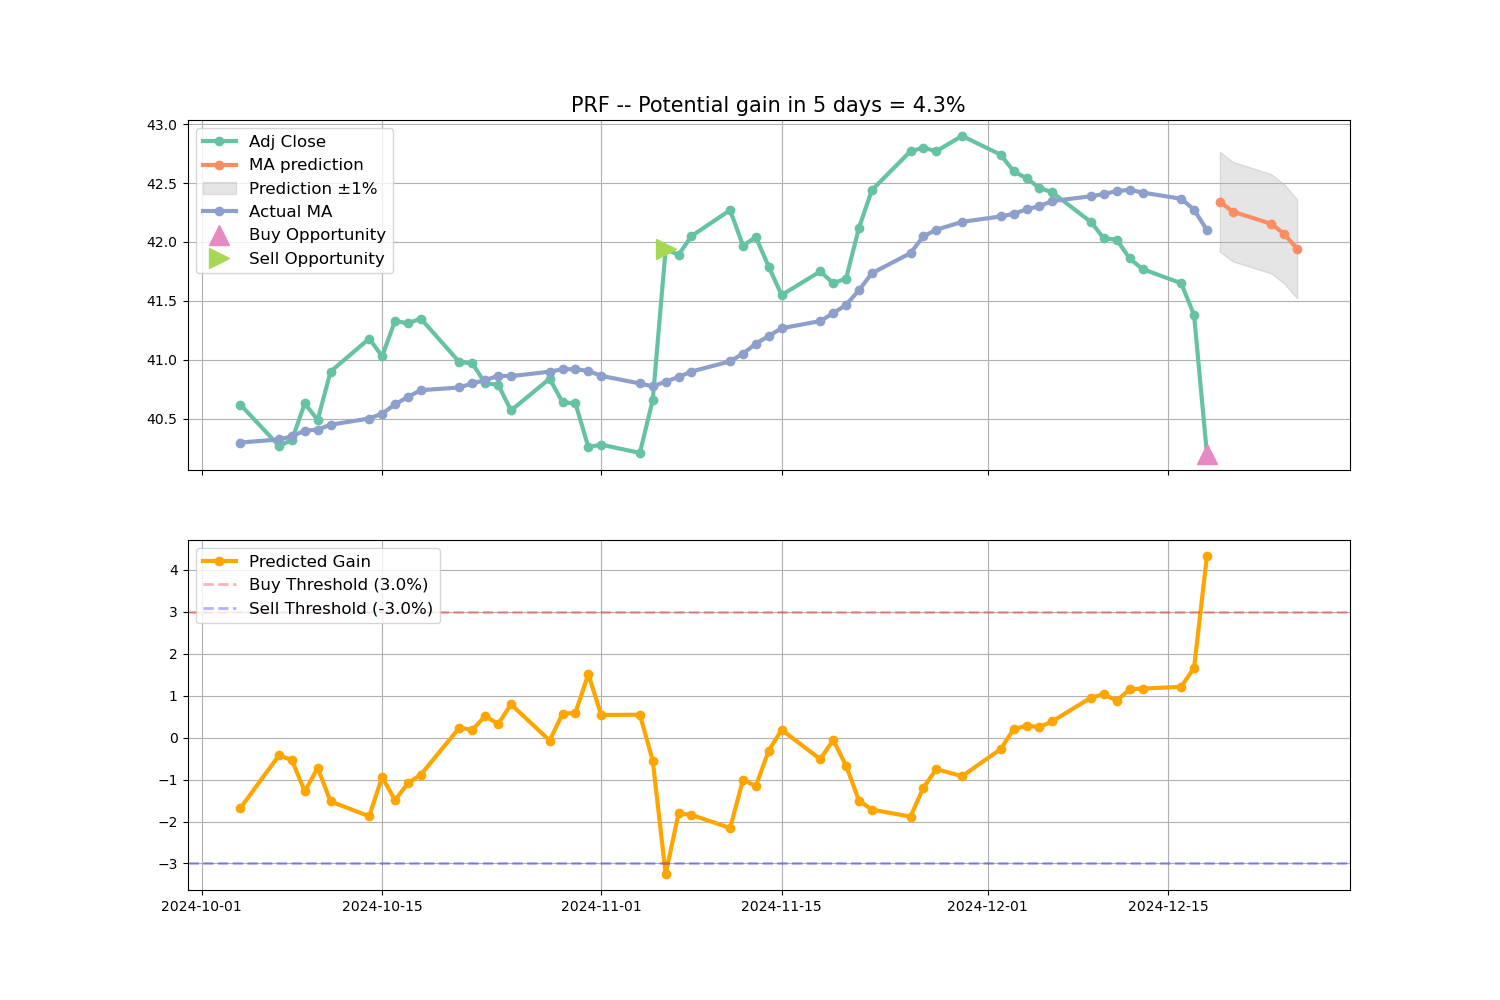 PRF -- Potential gain in 5 days = 4.3%
43.0
42.5
42.0
41.5
41.0
40.5
Adj Close
MA prediction
Prediction ±1%
Actual MA
Buy Opportunity
Sell Opportunity
4
3
2
1
0
−1
−2
−3
Predicted Gain
Buy Threshold (3.0%)
Sell Threshold (-3.0%)
2024-10-01
2024-10-15
2024-11-01
2024-11-15
2024-12-01
2024-12-15